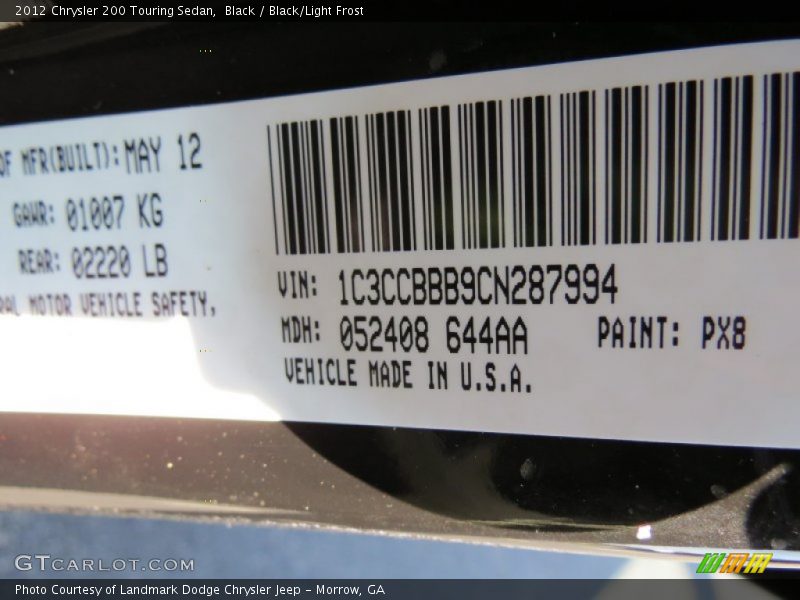 2012 Chrysler 200 Touring Sedan,  Black / Black/Light Frost
OF MFR(BUILT): MAY 12
GAWR: 01007 KG
REAR: 02220 LB
MOTOR VEHICLE SAFETY,
VIN: 1C3CCBBB9CN287994
MDH: 052408 644AA PAINT: PX8
VEHICLE MADE IN U.S.A.
GTCARLOT.COM
Photo Courtesy of Landmark Dodge Chrysler Jeep - Morrow, GA